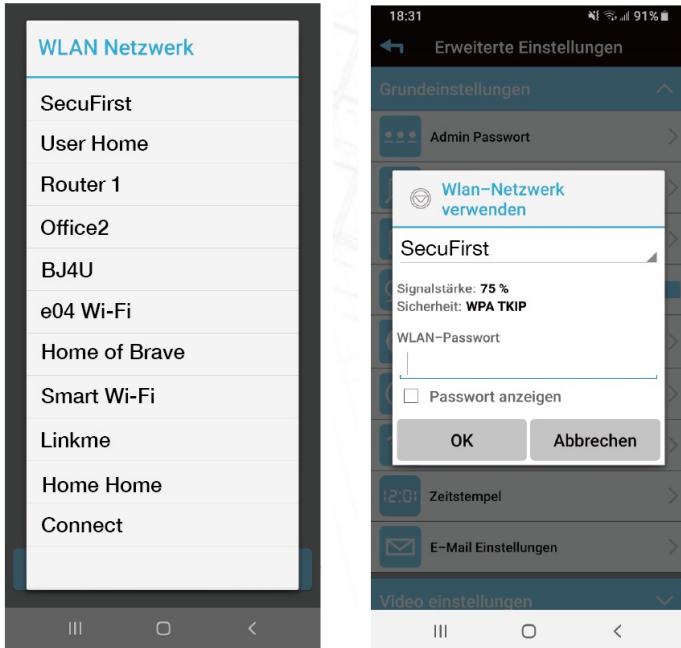 WLAN Netzwerk
SecuFirst
User Home
Router 1
Office2
BJ4U
e04 Wi-Fi
Home of Brave
Smart Wi-Fi
Linkme
Home Home
Connect
18:31
91%
Erweiterte Einstellungen
Grundeinstellungen
Admin Passwort
Wlan-Netzwerk
verwenden
SecuFirst
Signalstärke: 75 %
Sicherheit: WPA TKIP
WLAN-Passwort
Passwort anzeigen
OK Abbrechen
12:01 Zeitstempel
E-Mail Einstellungen
Video einstellungen